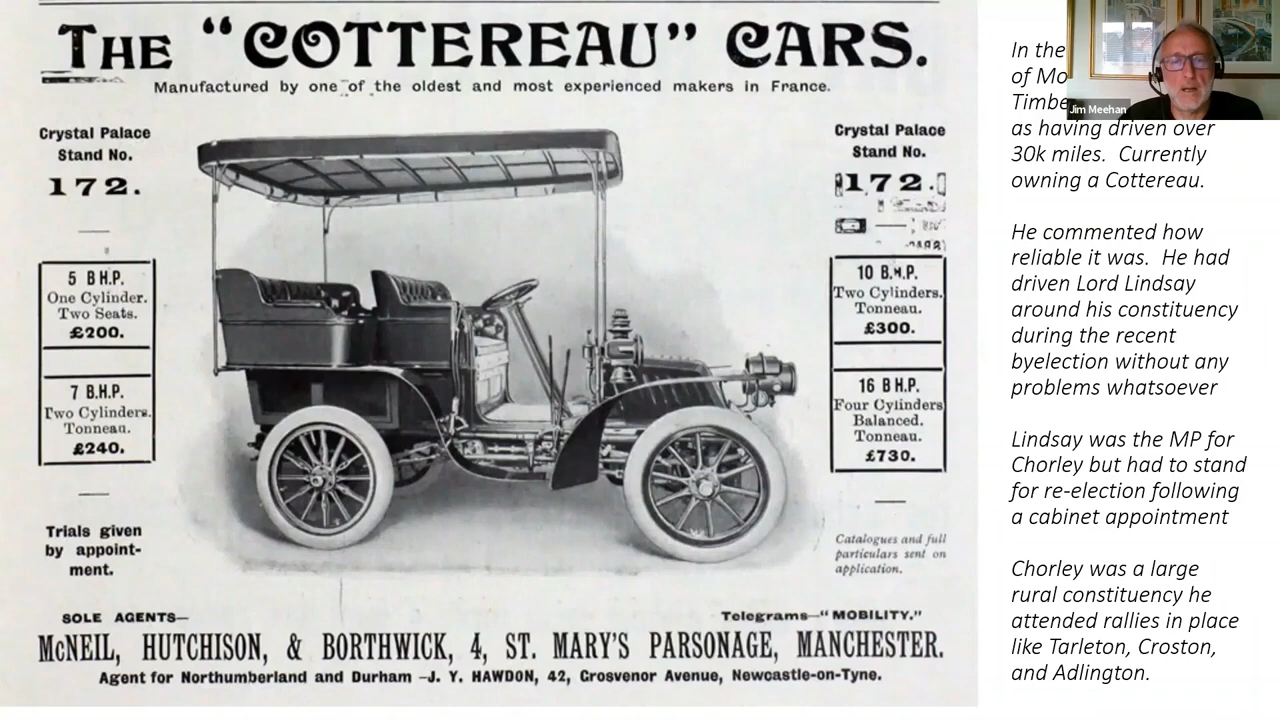 THE “COTTEREAU” CARS.
Manufactured by one of the oldest and most experienced makers in France.
Crystal Palace
Stand No.
172.
5 B H.P.
One Cylinder.
Two Seats.
£200.
7 B.H.P.
Two Cylinders.
Tonneau.
£240.
Trials given
by appoint-
ment.
Crystal Palace
Stand No.
172.
10 B.H.P.
Two Cylinders.
Tonneau.
£300.
16 B.H.P.
Four Cylinders
Balanced.
Tonneau.
£730.
Catalogues and full
particulars sent on
application.
SOLE AGENTS—
Telegrams—“MOBILITY.”
McNEIL, HUTCHISON, & BORTHWICK, 4, ST. MARY'S PARSONAGE, MANCHESTER.
Agent for Northumberland and Durham —J. Y. HAWDON, 42, Grosvenor Avenue, Newcastle-on-Tyne.
In the
of Mo
Timbe
Jim Meehan
as having driven over
30k miles. Currently
owning a Cottereau.
He commented how
reliable it was. He had
driven Lord Lindsay
around his constituency
during the recent
byelection without any
problems whatsoever
Lindsay was the MP for
Chorley but had to stand
for re-election following
a cabinet appointment
Chorley was a large
rural constituency he
attended rallies in place
like Tarleton, Croston,
and Adlington.